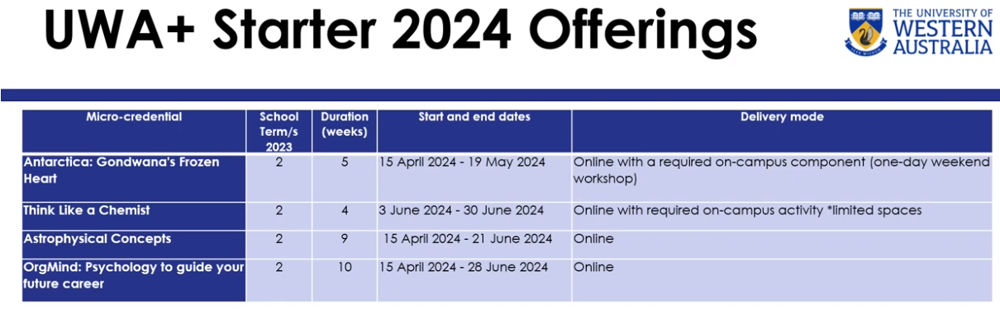 UWA+ Starter 2024 Offerings
THE UNIVERSITY OF
WESTERN
AUSTRALIA
Micro-credential
School
Term/s
2023
Duration
(weeks)
Start and end dates
Delivery mode
Antarctica: Gondwana's Frozen
Heart
2
5
15 April 2024 - 19 May 2024
Online with a required on-campus component (one-day weekend
workshop)
Think Like a Chemist
2
4
3 June 2024 - 30 June 2024
Online with required on-campus activity *limited spaces
Astrophysical Concepts
2
9
15 April 2024 - 21 June 2024
Online
OrgMind: Psychology to guide your
future career
2
10
15 April 2024 - 28 June 2024
Online